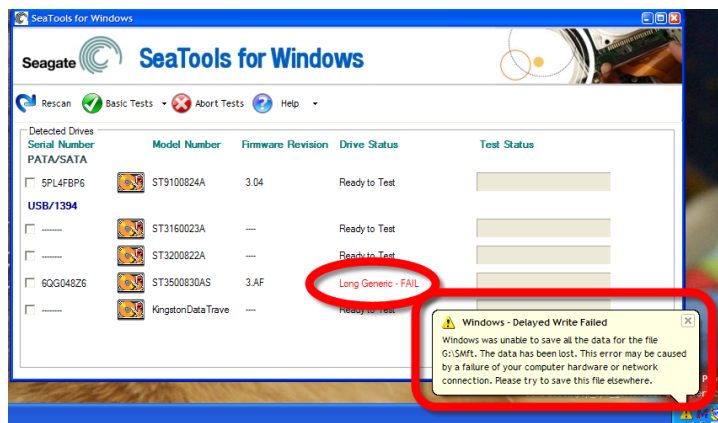 SeaTools for Windows
Seagate SeaTools for Windows
Rescan Basic Tests Abort Tests Help
Detected Drives
Serial Number Model Number Firmware Revision Drive Status Test Status
PATA/SATA
5PL4FBP6 ST9100824A 3.04 Ready to Test
USB/1394
-------- ST3160023A ---- Ready to Test
-------- ST3200822A ---- Ready to Test
6QG048Z6 ST3500830AS 3.AF Long Generic - FAIL
-------- KingstonDataTrave ---- Ready to Test
Windows - Delayed Write Failed
Windows was unable to save all the data for the file
G:\$Mft. The data has been lost. This error may be caused
by a failure of your computer hardware or network
connection. Please try to save this file elsewhere.